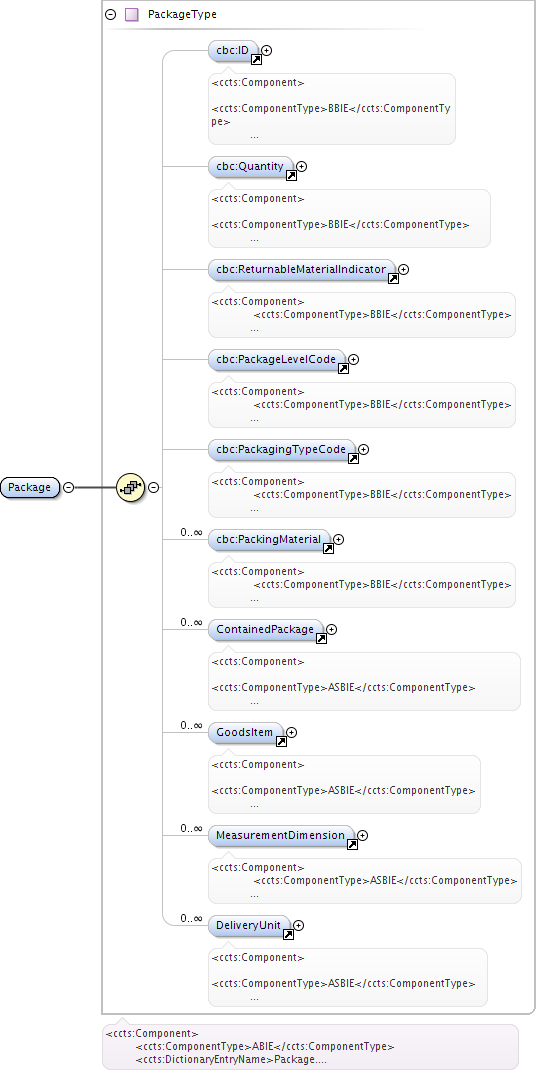 PackageType
cbc:ID
<ccts:Component>
<ccts:ComponentType>BBIE</ccts:ComponentTy
pe>
...
cbc:Quantity
<ccts:Component>
<ccts:ComponentType>BBIE</ccts:ComponentType>
...
cbc:ReturnableMaterialIndicator
<ccts:Component>
<ccts:ComponentType>BBIE</ccts:ComponentType>
...
cbc:PackageLevelCode
<ccts:Component>
<ccts:ComponentType>BBIE</ccts:ComponentType>
...
cbc:PackagingTypeCode
<ccts:Component>
<ccts:ComponentType>BBIE</ccts:ComponentType>
...
Package
0..∞
cbc:PackingMaterial
<ccts:Component>
<ccts:ComponentType>BBIE</ccts:ComponentType>
...
0..∞
ContainedPackage
<ccts:Component>
<ccts:ComponentType>ASBIE</ccts:ComponentType>
...
0..∞
GoodsItem
<ccts:Component>
<ccts:ComponentType>ASBIE</ccts:ComponentType>
...
0..∞
MeasurementDimension
<ccts:Component>
<ccts:ComponentType>ASBIE</ccts:ComponentType>
...
0..∞
DeliveryUnit
<ccts:Component>
<ccts:ComponentType>ASBIE</ccts:ComponentType>
...
<ccts:Component>
<ccts:ComponentType>ABIE</ccts:ComponentType>
<ccts:DictionaryEntryName>Package....